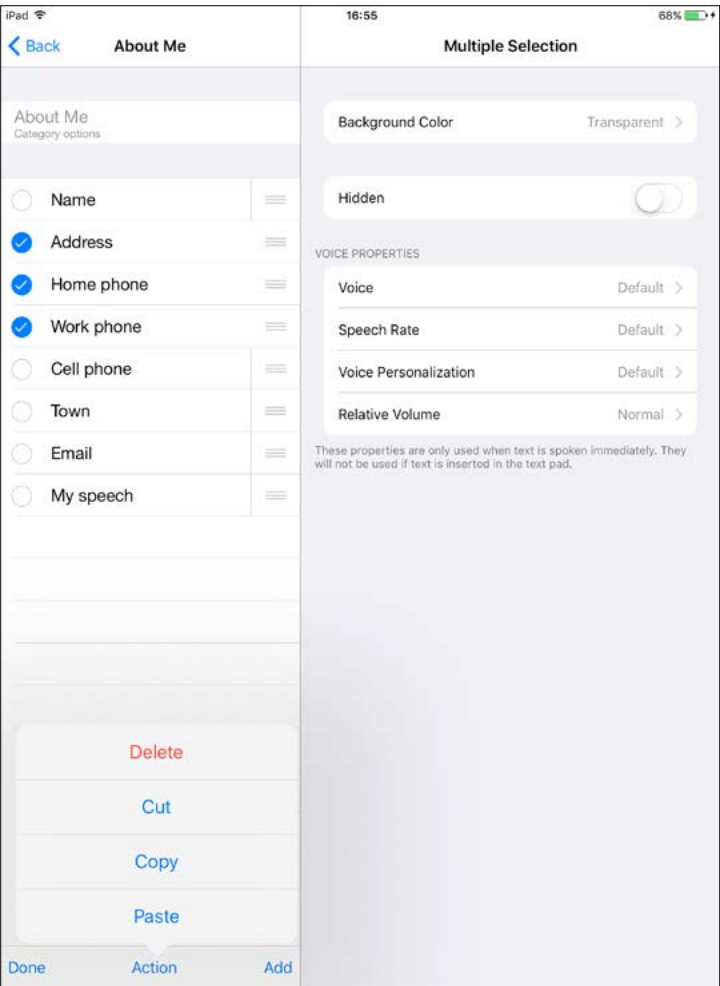 iPad 16:55 68%
Back About Me
Multiple Selection
About Me
Category options
Name
Address
Home phone
Work phone
Cell phone
Town
Email
My speech
Delete
Cut
Copy
Paste
Done Action Add
Background Color Transparent
Hidden
VOICE PROPERTIES
Voice Default
Speech Rate Default
Voice Personalization Default
Relative Volume Normal
These properties are only used when text is spoken immediately. They
will not be used if text is inserted in the text pad.